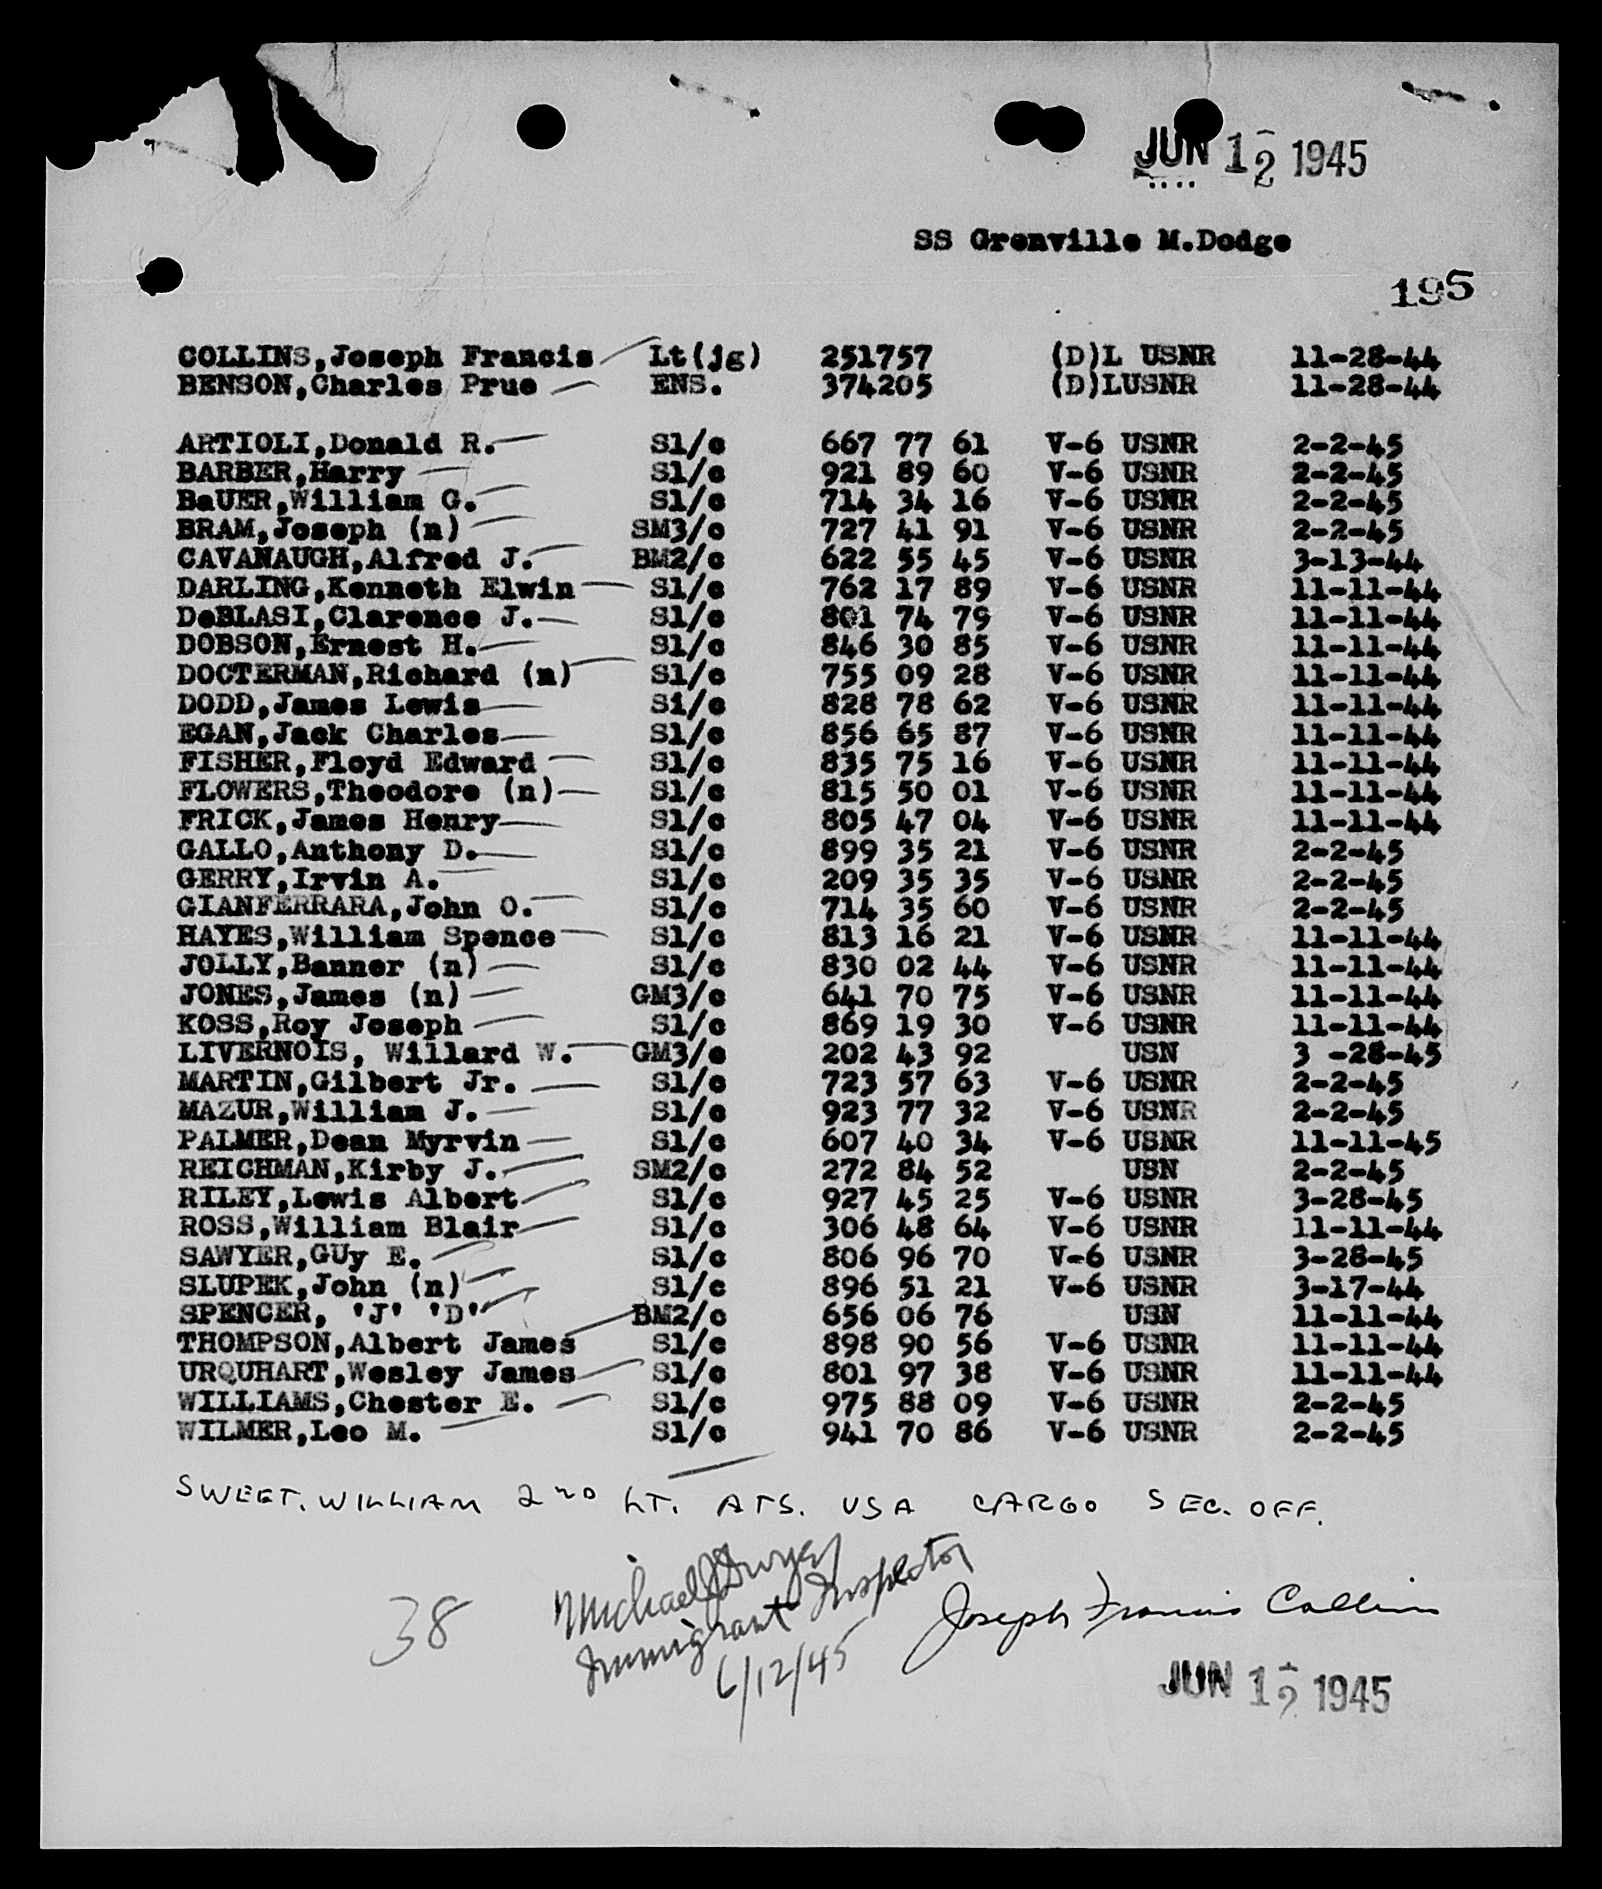 JUN 12 1945
SS Grenville M.Dodge
195
COLLINS,Joseph Francis Lt(jg) 251757 (D)L USNR 11-28-44
BENSON,Charles Prue ENS. 374205 (D)LUSNR 11-28-44
ARTIOLI,Donald R. S1/c 667 77 61 V-6 USNR 2-2-45
BARBER,Harry S1/c 921 89 60 V-6 USNR 2-2-45
BaUER,William G. S1/c 714 34 16 V-6 USNR 2-2-45
BRAM,Joseph (n) SM3/c 727 41 91 V-6 USNR 2-2-45
CAVANAUGH,Alfred J. BM2/c 622 55 45 V-6 USNR 3-13-44
DARLING,Kenneth Elwin S1/c 762 17 89 V-6 USNR 11-11-44
DeBLASI,Clarence J. S1/c 801 74 79 V-6 USNR 11-11-44
DOBSON,Ernest H. S1/c 846 30 85 V-6 USNR 11-11-44
DOCTERMAN,Richard (n) S1/c 755 09 28 V-6 USNR 11-11-44
DODD,James Lewis S1/c 828 78 62 V-6 USNR 11-11-44
EGAN,Jack Charles S1/c 856 65 87 V-6 USNR 11-11-44
FISHER,Floyd Edward S1/c 835 75 16 V-6 USNR 11-11-44
FLOWERS,Theodore (n) S1/c 815 50 01 V-6 USNR 11-11-44
FRICK,James Henry S1/c 805 47 04 V-6 USNR 11-11-44
GALLO,Anthony D. S1/c 899 35 21 V-6 USNR 2-2-45
GERRY,Irvin A. S1/c 209 35 35 V-6 USNR 2-2-45
GIANFERRARA,John O. S1/c 714 35 60 V-6 USNR 2-2-45
HAYES,William Spence S1/c 813 16 21 V-6 USNR 11-11-44
JOLLY,Banner (n) S1/c 830 02 44 V-6 USNR 11-11-44
JONES,James (n) GM3/c 641 70 75 V-6 USNR 11-11-44
KOSS,Roy Joseph S1/c 869 19 30 V-6 USNR 11-11-44
LIVERNOIS, Willard W. GM3/c 202 43 92 USN 3 -28-45
MARTIN,Gilbert Jr. S1/c 723 57 63 V-6 USNR 2-2-45
MAZUR,William J. S1/c 923 77 32 V-6 USNR 2-2-45
PALMER,Dean Myrvin S1/c 607 40 34 V-6 USNR 11-11-45
REICHMAN,Kirby J. SM2/c 272 84 52 USN 2-2-45
RILEY,Lewis Albert S1/c 927 45 25 V-6 USNR 3-28-45
ROSS,William Blair S1/c 306 48 64 V-6 USNR 11-11-44
SAWYER,GUy E. S1/c 806 96 70 V-6 USNR 3-28-45
SLUPEK,John (n) S1/c 896 51 21 V-6 USNR 3-17-44
SPENCER, 'J' 'D' BM2/c 656 06 76 USN 11-11-44
THOMPSON,Albert James S1/c 898 90 56 V-6 USNR 11-11-44
URQUHART,Wesley James S1/c 801 97 38 V-6 USNR 11-11-44
WILLIAMS,Chester E. S1/c 975 88 09 V-6 USNR 2-2-45
WILMER,Leo M. S1/c 941 70 86 V-6 USNR 2-2-45
SWEET. WILLIAM 2ND LT. ATS. USA CARGO SEC. OFF.
Michael J Dwyer
Immigrant Inspector
6/12/45
38
Joseph Francis Collins
JUN 12 1945